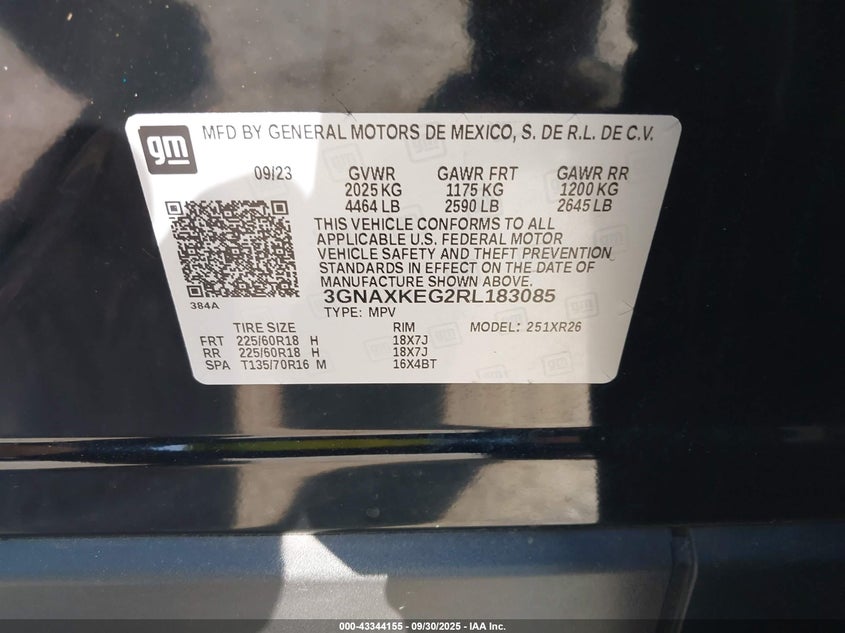 gm MFD BY GENERAL MOTORS DE MEXICO, S. DE R.L. DE C.V.
09/23 GVWR GAWR FRT GAWR RR
2025 KG 1175 KG 1200 KG
4464 LB 2590 LB 2645 LB
THIS VEHICLE CONFORMS TO ALL
APPLICABLE U.S. FEDERAL MOTOR
VEHICLE SAFETY AND THEFT PREVENTION
STANDARDS IN EFFECT ON THE DATE OF
MANUFACTURE SHOWN ABOVE.
384A
3GNAXKEG2RL183085
TYPE: MPV
TIRE SIZE RIM MODEL: 251XR26
FRT 225/60R18 H 18X7J
RR 225/60R18 H 18X7J
SPA T135/70R16 M 16X4BT
000-43344155 - 09/30/2025 - IAA Inc.